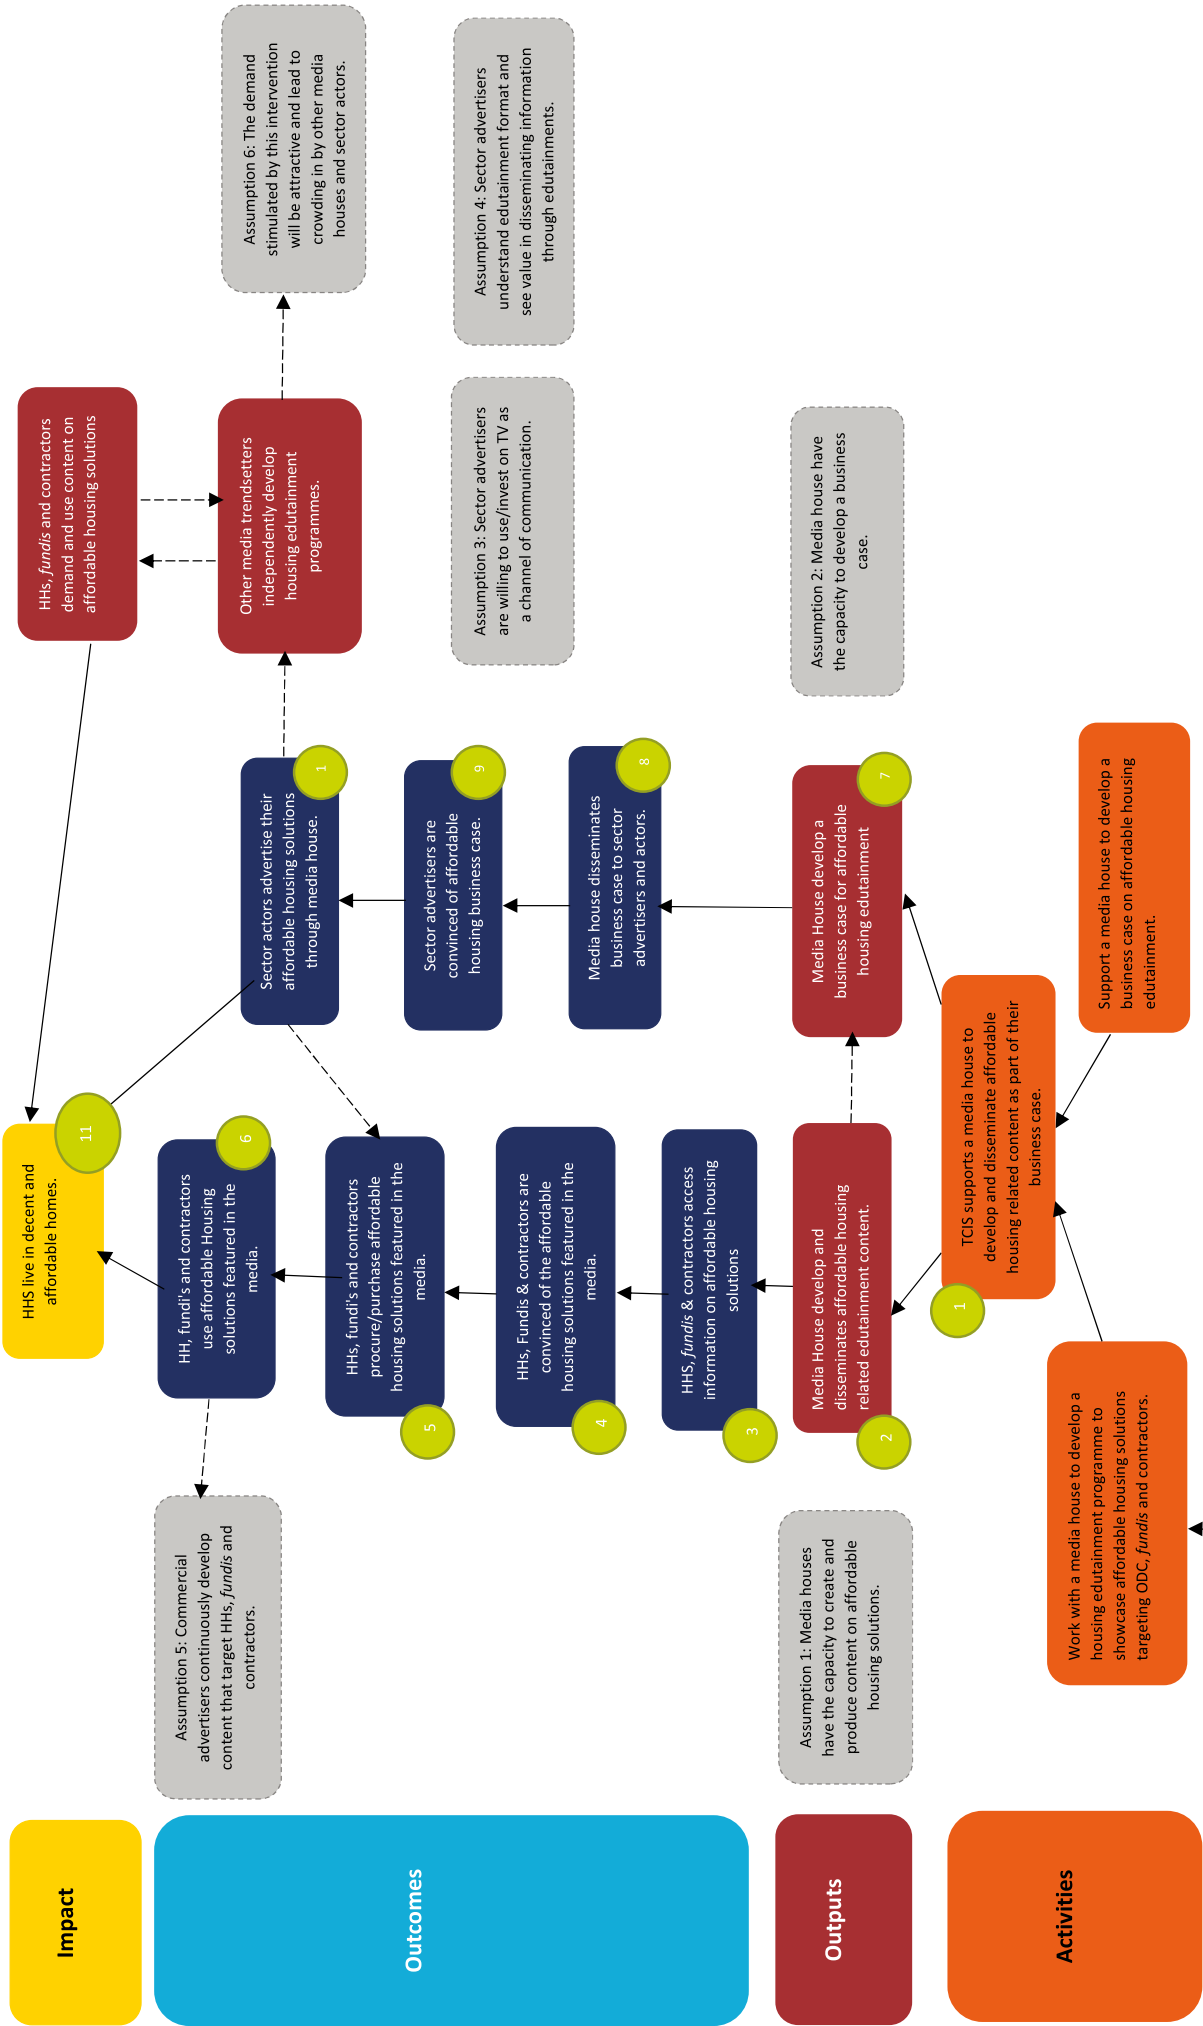 Impact
HHS live in decent and
affordable homes.
11
HHs, fundis and contractors
demand and use content on
affordable housing solutions
Outcomes
Assumption 5: Commercial
advertisers continuously develop
content that target HHs, fundis and
contractors.
HH, fundi's and contractors
use affordable Housing
solutions featured in the
media.
6
Sector actors advertise their
affordable housing solutions
through media house.
1
Other media trendsetters
independently develop
housing edutainment
programmes.
Assumption 6: The demand
stimulated by this intervention
will be attractive and lead to
crowding in by other media
houses and sector actors.
HHs, fundi's and contractors
procure/purchase affordable
housing solutions featured in the
media.
5
Sector advertisers are
convinced of affordable
housing business case.
9
Assumption 3: Sector advertisers
are willing to use/invest on TV as
a channel of communication.
Assumption 4: Sector advertisers
understand edutainment format and
see value in disseminating information
through edutainments.
HHs, Fundis & contractors are
convinced of the affordable
housing solutions featured in the
media.
4
Media house disseminates
business case to sector
advertisers and actors.
8
HHS, fundis & contractors access
information on affordable housing
solutions
3
Outputs
Assumption 1: Media houses
have the capacity to create and
produce content on affordable
housing solutions.
Media House develop and
disseminates affordable housing
related edutainment content.
2
Media House develop a
business case for affordable
housing edutainment
7
Assumption 2: Media house have
the capacity to develop a business
case.
Activities
TCIS supports a media house to
develop and disseminate affordable
housing related content as part of their
business case.
1
Work with a media house to develop a
housing edutainment programme to
showcase affordable housing solutions
targeting ODC, fundis and contractors.
Support a media house to develop a
business case on affordable housing
edutainment.